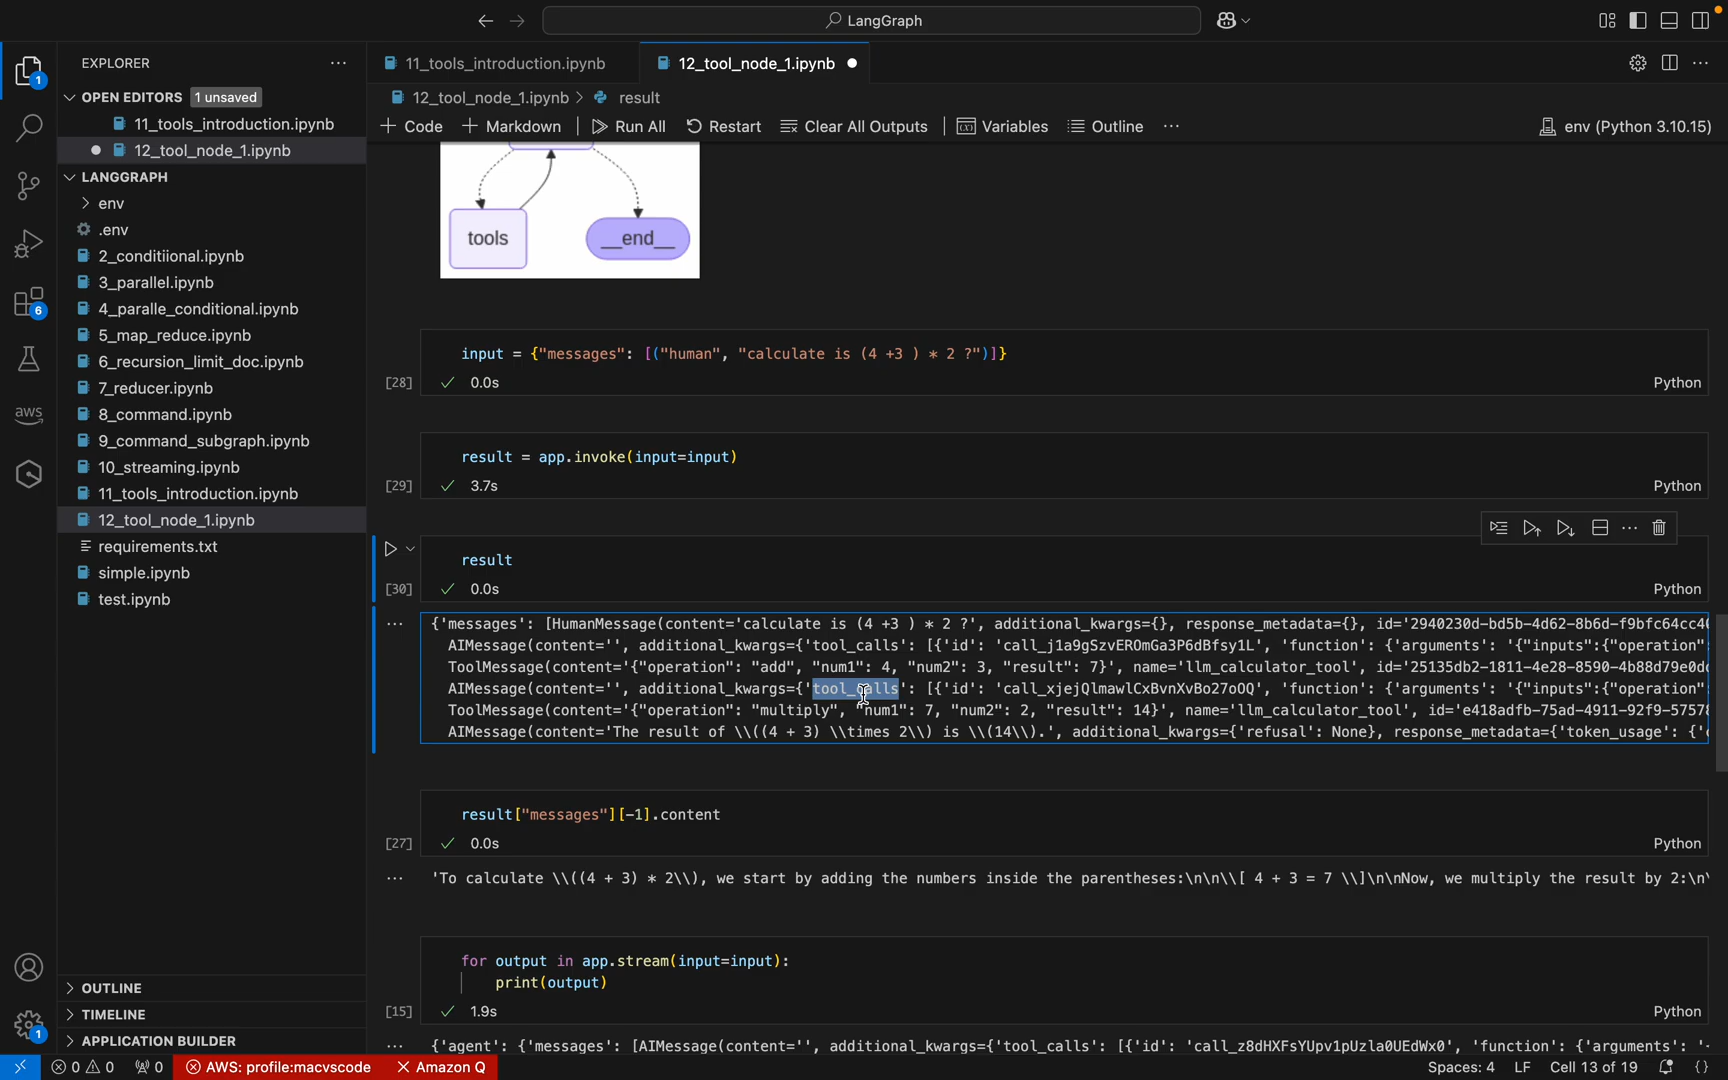 LangGraph
EXPLORER
11_tools_introduction.ipynb
12_tool_node_1.ipynb
OPEN EDITORS 1 unsaved
12_tool_node_1.ipynb > result
11_tools_introduction.ipynb
12_tool_node_1.ipynb
+ Code + Markdown Run All Restart Clear All Outputs Variables Outline ... env (Python 3.10.15)
LANGGRAPH
env
.env
2_conditiional.ipynb
3_parallel.ipynb
4_paralle_conditional.ipynb
5_map_reduce.ipynb
6_recursion_limit_doc.ipynb
7_reducer.ipynb
8_command.ipynb
9_command_subgraph.ipynb
10_streaming.ipynb
11_tools_introduction.ipynb
12_tool_node_1.ipynb
requirements.txt
simple.ipynb
test.ipynb
1
6
aws
1
OUTLINE
TIMELINE
APPLICATION BUILDER
tools
__end__
input = {"messages": [("human", "calculate is (4 +3 ) * 2 ?")]}
[28] 0.0s Python
result = app.invoke(input=input)
[29] 3.7s Python
result
[30] 0.0s Python
{'messages': [HumanMessage(content='calculate is (4 +3 ) * 2 ?', additional_kwargs={}, response_metadata={}, id='2940230d-bd5b-4d62-8b6d-f9bfc64cc4
AIMessage(content='', additional_kwargs={'tool_calls': [{'id': 'call_j1a9gSzvEROmGa3P6dBfsy1L', 'function': {'arguments': '{"inputs":{"operation"
ToolMessage(content='{"operation": "add", "num1": 4, "num2": 3, "result": 7}', name='llm_calculator_tool', id='25135db2-1811-4e28-8590-4b88d79e0d
AIMessage(content='', additional_kwargs={'tool_calls': [{'id': 'call_xjejQlmawlCxBvnXvBo27oOQ', 'function': {'arguments': '{"inputs":{"operation"
ToolMessage(content='{"operation": "multiply", "num1": 7, "num2": 2, "result": 14}', name='llm_calculator_tool', id='e418adfb-75ad-4911-92f9-5757
AIMessage(content='The result of \\((4 + 3) \\times 2\\) is \\(14\\).', additional_kwargs={'refusal': None}, response_metadata={'token_usage': {'
result["messages"][-1].content
[27] 0.0s Python
'To calculate \\((4 + 3) * 2\\), we start by adding the numbers inside the parentheses:\n\n\\[ 4 + 3 = 7 \\]\n\nNow, we multiply the result by 2:\n\
for output in app.stream(input=input):
print(output)
[15] 1.9s Python
{'agent': {'messages': [AIMessage(content='', additional_kwargs={'tool_calls': [{'id': 'call_z8dHXFsYUpv1pUzla0UEdWx0', 'function': {'arguments': '
0 0 0 AWS: profile:macvscode Amazon Q Spaces: 4 LF Cell 13 of 19 {}